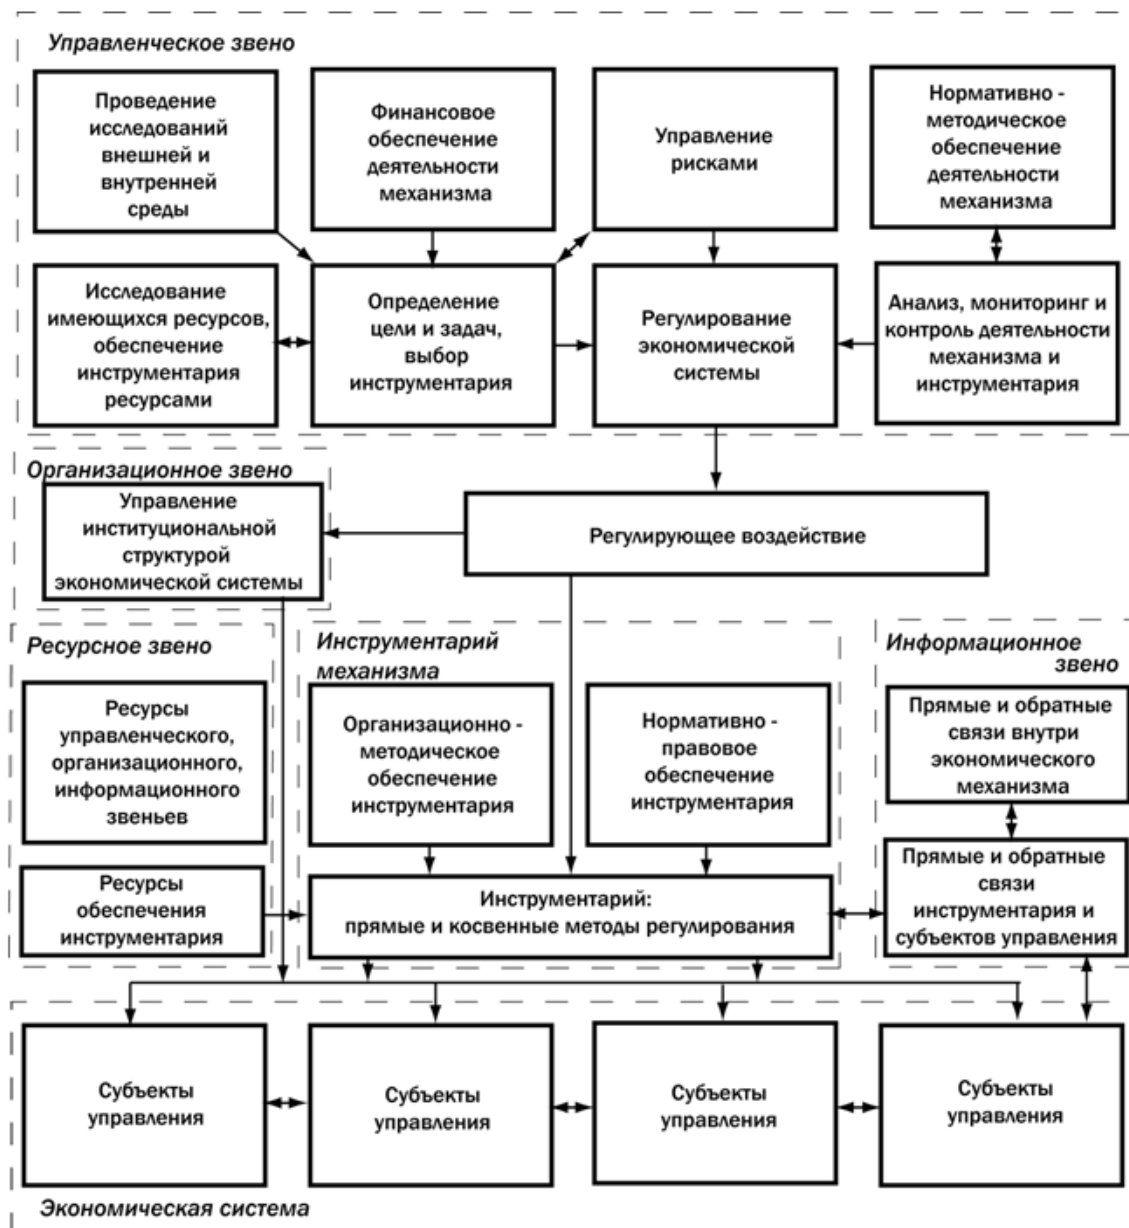 Управленческое звено
Проведение
исследований
внешней и
внутренней
среды
Финансовое
обеспечение
деятельности
механизма
Управление
рисками
Нормативно -
методическое
обеспечение
деятельности
механизма
Исследование
имеющихся ресурсов,
обеспечение
инструментария
ресурсами
Определение
цели и задач,
выбор
инструментария
Регулирование
экономической
системы
Анализ, мониторинг и
контроль деятельности
механизма и
инструментария
Организационное звено
Управление
институциональной
структурой
экономической системы
Регулирующее воздействие
Ресурсное звено
Ресурсы
управленческого,
организационного,
информационного
звеньев
Ресурсы
обеспечения
инструментария
Инструментарий
механизма
Организационно -
методическое
обеспечение
инструментария
Нормативно -
правовое
обеспечение
инструментария
Инструментарий:
прямые и косвенные методы регулирования
Информационное
звено
Прямые и обратные
связи внутри
экономического
механизма
Прямые и обратные
связи
инструментария и
субъектов управления
Субъекты
управления
Субъекты
управления
Субъекты
управления
Субъекты
управления
Экономическая система